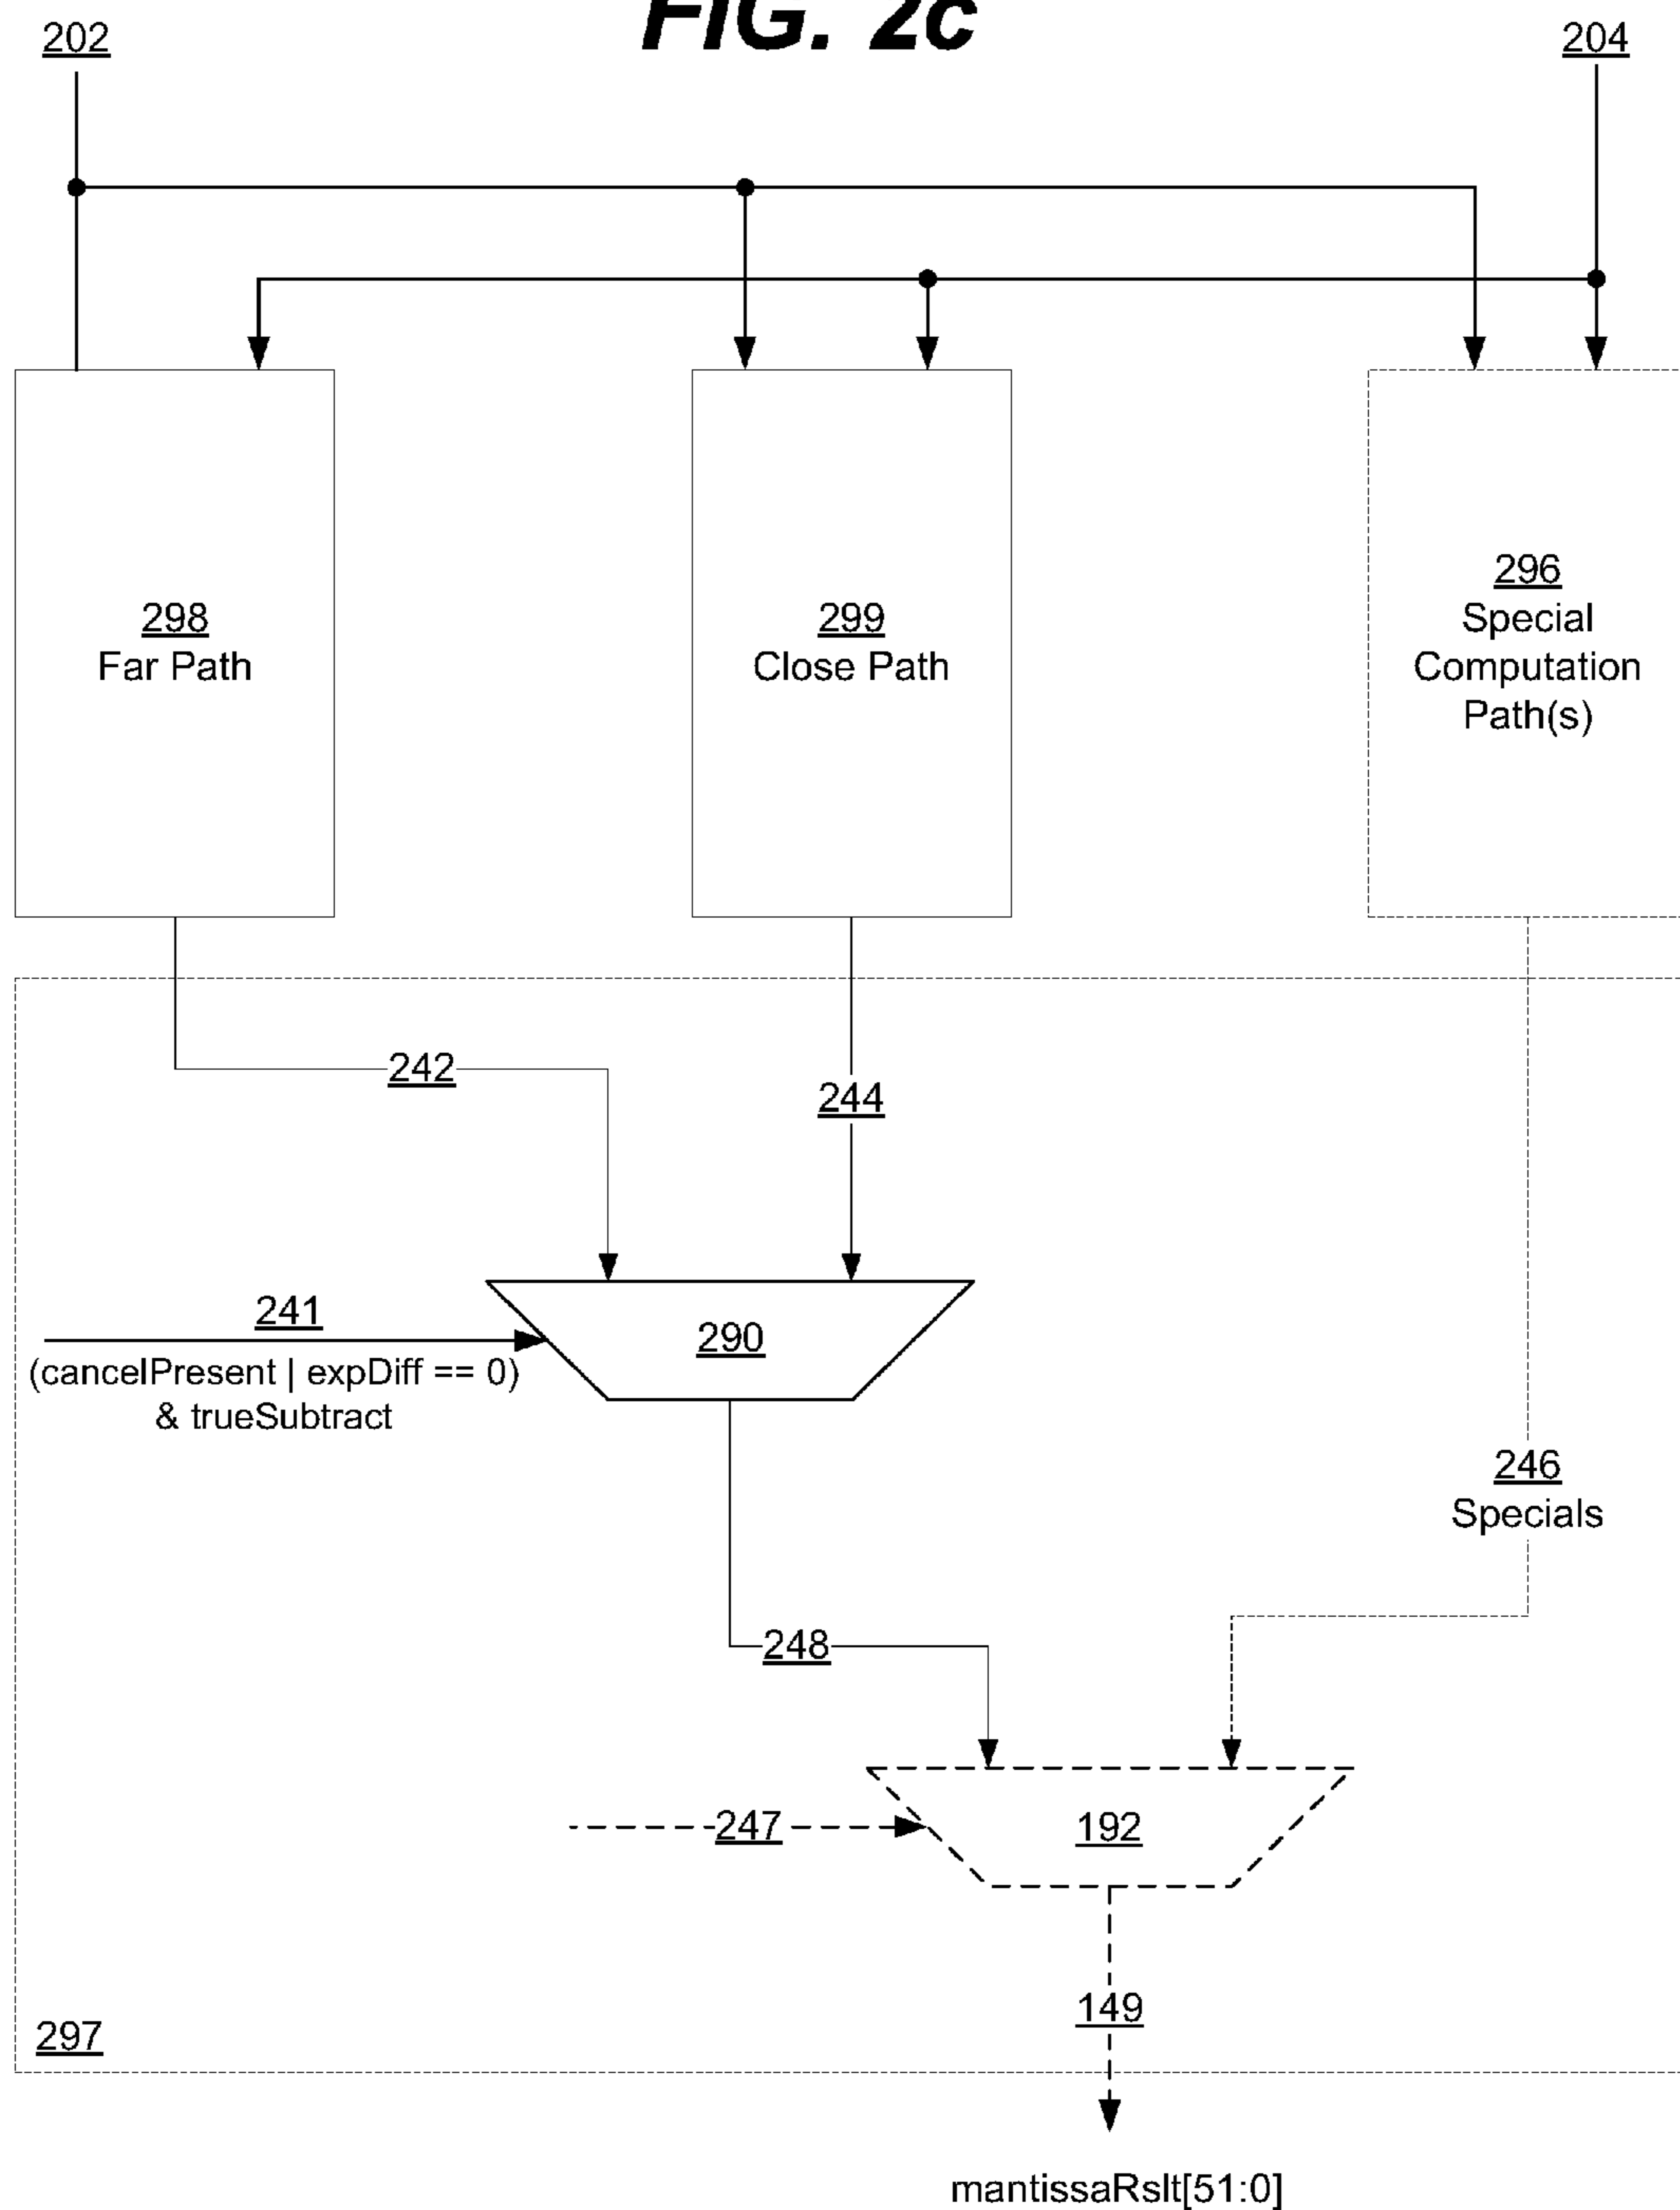 FIG. 2c
202
204
298
Far Path
299
Close Path
296
Special
Computation
Path(s)
242
244
241
(cancelPresent | expDiff == 0)
& trueSubtract
290
246
Specials
248
247
192
149
297
mantissaRslt[51:0]